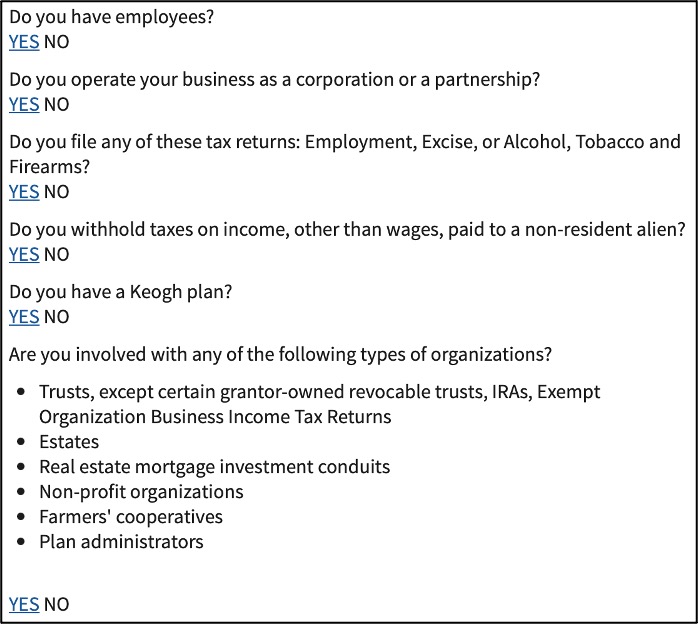 Do you have employees?
YES NO
Do you operate your business as a corporation or a partnership?
YES NO
Do you file any of these tax returns: Employment, Excise, or Alcohol, Tobacco and
Firearms?
YES NO
Do you withhold taxes on income, other than wages, paid to a non-resident alien?
YES NO
Do you have a Keogh plan?
YES NO
Are you involved with any of the following types of organizations?
• Trusts, except certain grantor-owned revocable trusts, IRAs, Exempt
Organization Business Income Tax Returns
• Estates
• Real estate mortgage investment conduits
• Non-profit organizations
• Farmers' cooperatives
• Plan administrators
YES NO